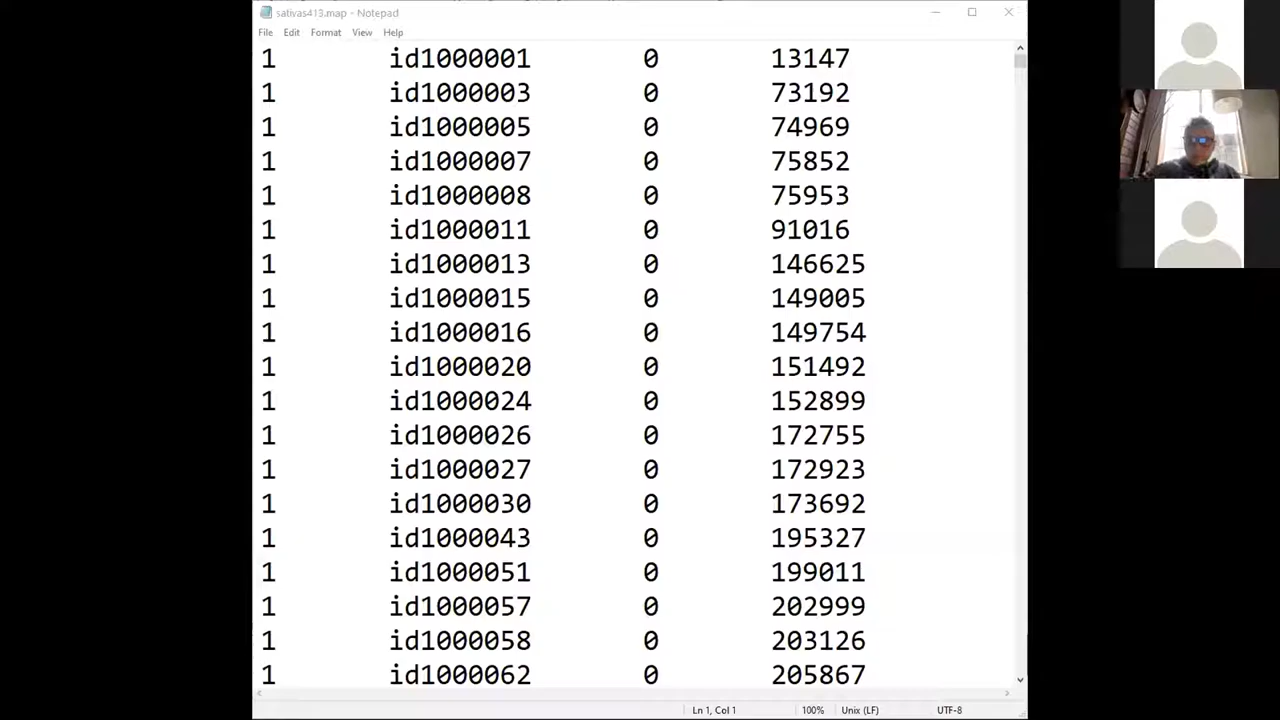 sativas413.map - Notepad
File Edit Format View Help
1 id1000001 0 13147
1 id1000003 0 73192
1 id1000005 0 74969
1 id1000007 0 75852
1 id1000008 0 75953
1 id1000011 0 91016
1 id1000013 0 146625
1 id1000015 0 149005
1 id1000016 0 149754
1 id1000020 0 151492
1 id1000024 0 152899
1 id1000026 0 172755
1 id1000027 0 172923
1 id1000030 0 173692
1 id1000043 0 195327
1 id1000051 0 199011
1 id1000057 0 202999
1 id1000058 0 203126
1 id1000062 0 205867
Ln 1, Col 1 100% Unix (LF) UTF-8